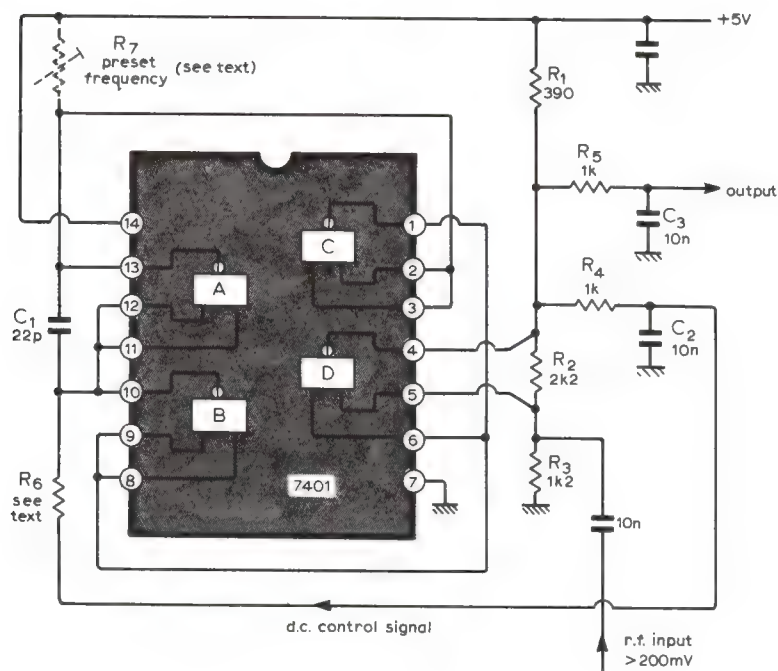 +5V
R7
preset
frequency
(see text)
R1
390
R5
1k
output
C3
10n
R4
1k
C2
10n
R2
2k2
R3
1k2
10n
14
13
12
11
10
9
8
1
2
3
4
5
6
7
A
B
C
D
7401
C1
22p
R6
see
text
d.c. control signal
r.f. input
>200mV